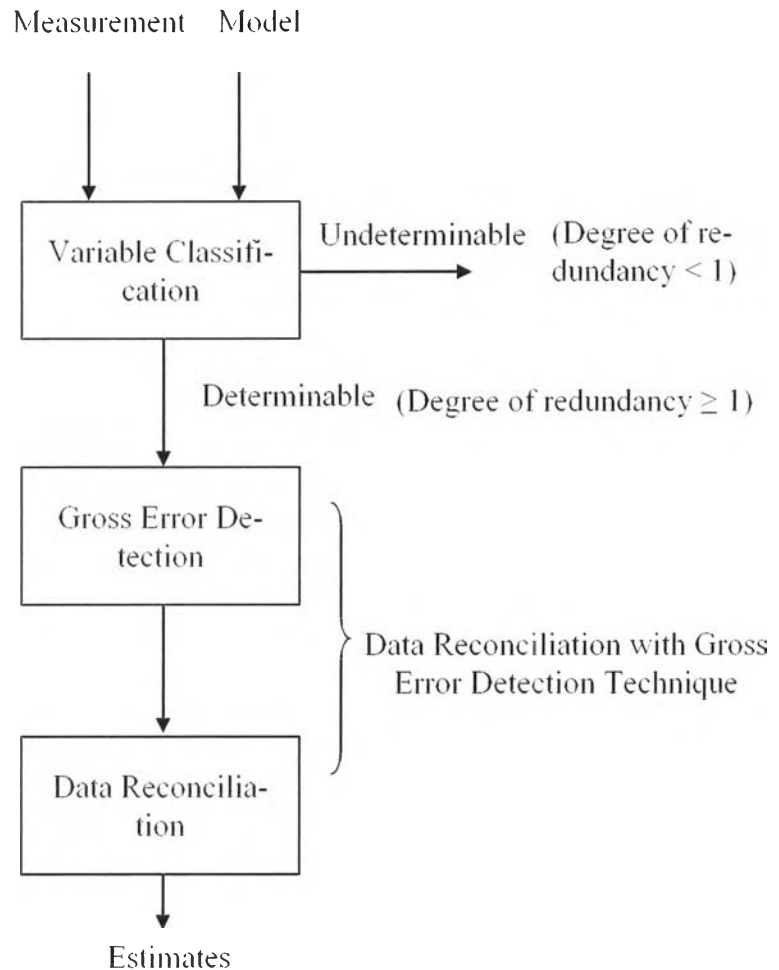 Measurement Model
Variable Classifi-
cation
Undeterminable (Degree of re-
dundancy < 1)
Determinable (Degree of redundancy ≥ 1)
Gross Error De-
tection
Data Reconciliation with Gross
Error Detection Technique
Data Reconcilia-
tion
Estimates